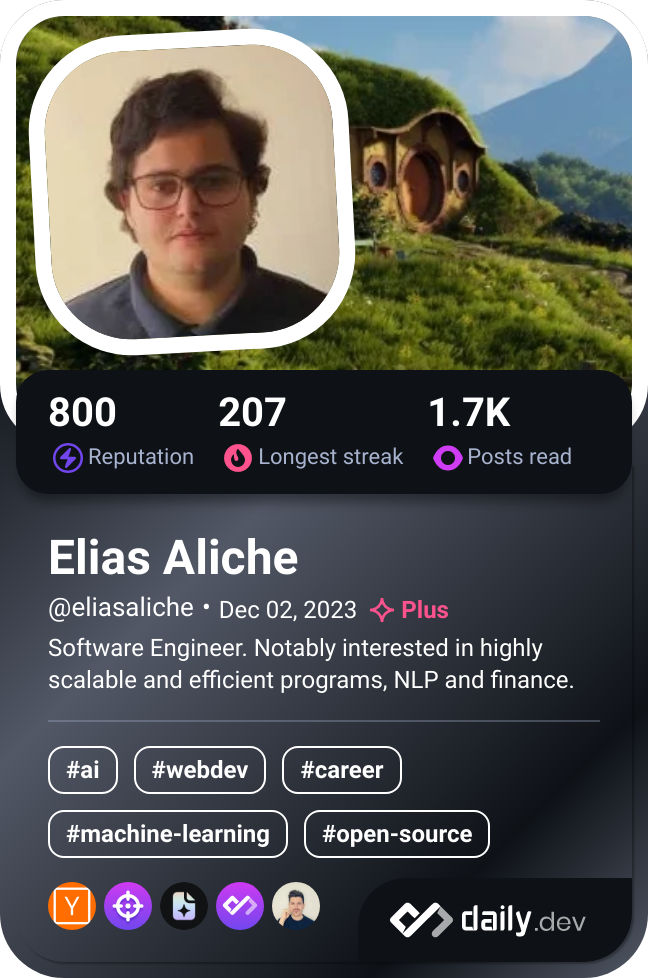 800 207 1.7K
Reputation Longest streak Posts read
Elias Aliche
@eliasaliche • Dec 02, 2023 Plus
Software Engineer. Notably interested in highly
scalable and efficient programs, NLP and finance.
#ai #webdev #career
#machine-learning #open-source
Y daily.dev